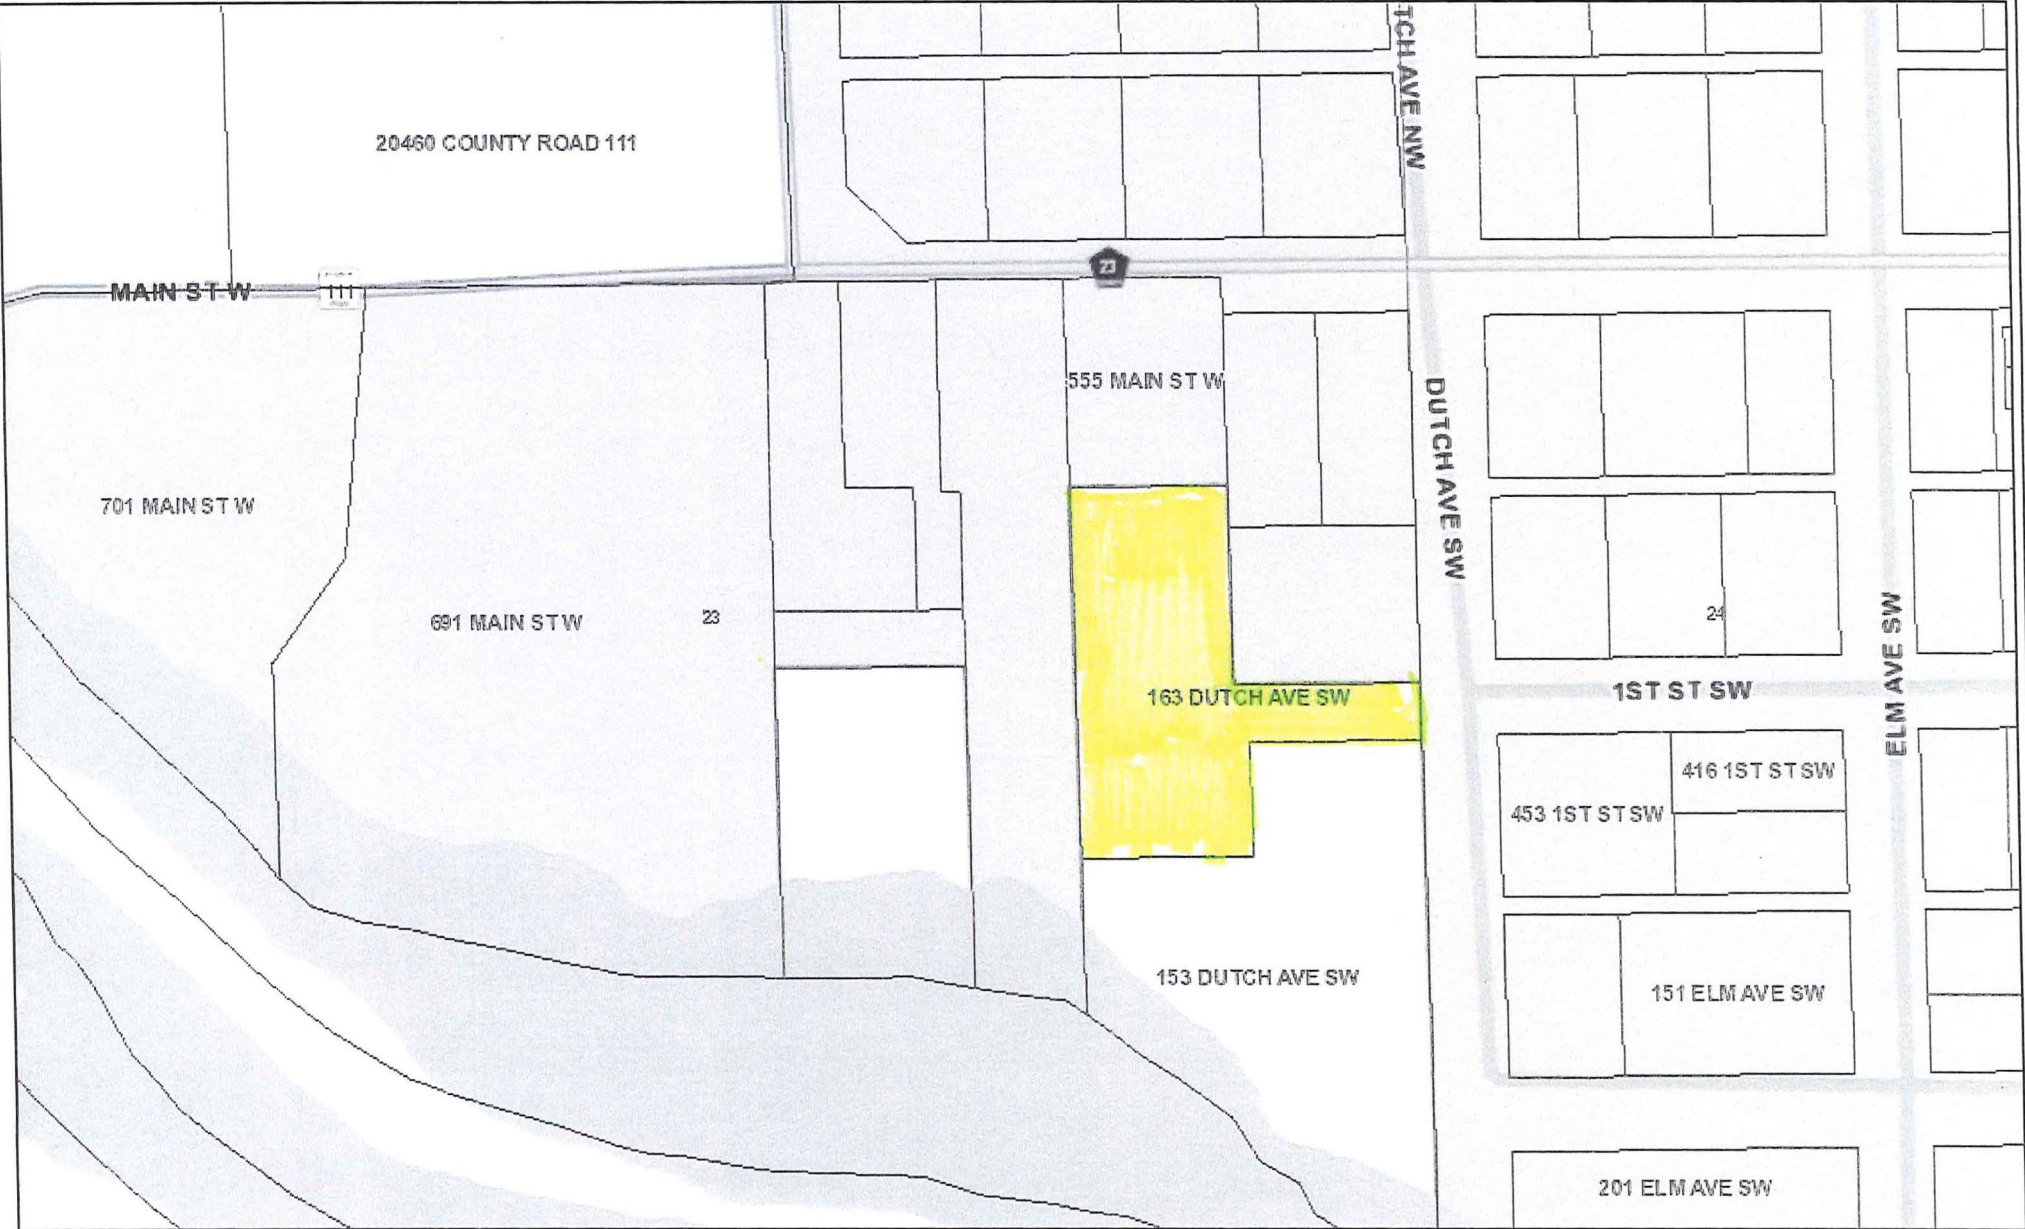 TCH AVE NW
20460 COUNTY ROAD 111
23
MAIN ST W
111
555 MAIN ST W
DUTCH AVE SW
701 MAIN ST W
691 MAIN ST W
23
24
ELM AVE SW
163 DUTCH AVE SW
1ST ST SW
416 1ST ST SW
453 1ST ST SW
153 DUTCH AVE SW
151 ELM AVE SW
201 ELM AVE SW